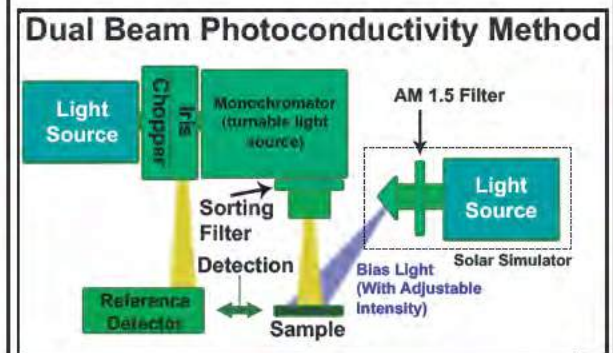 Dual Beam Photoconductivity Method
Light
Source
Iris
Chopper
Monochromator
(turnable light
source)
AM 1.5 Filter
Light
Source
Solar Simulator
Sorting
Filter
Detection
Bias Light
(With Adjustable
Intensity)
Reference
Detector
Sample